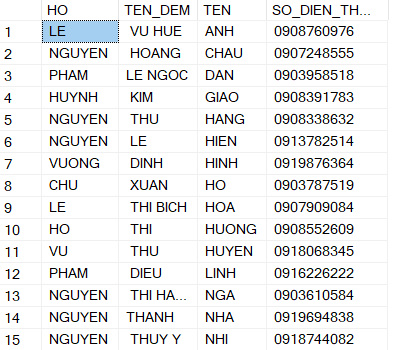 HO TEN_DEM TEN SO_DIEN_TH...
1 LE VU HUE ANH 0908760976
2 NGUYEN HOANG CHAU 0907248555
3 PHAM LE NGOC DAN 0903958518
4 HUYNH KIM GIAO 0908391783
5 NGUYEN THU HANG 0908338632
6 NGUYEN LE HIEN 0913782514
7 VUONG DINH HINH 0919876364
8 CHU XUAN HO 0903787519
9 LE THI BICH HOA 0907909084
10 HO THI HUONG 0908552609
11 VU THU HUYEN 0918068345
12 PHAM DIEU LINH 0916226222
13 NGUYEN THI HA... NGA 0903610584
14 NGUYEN THANH NHA 0919694838
15 NGUYEN THUY Y NHI 0918744082